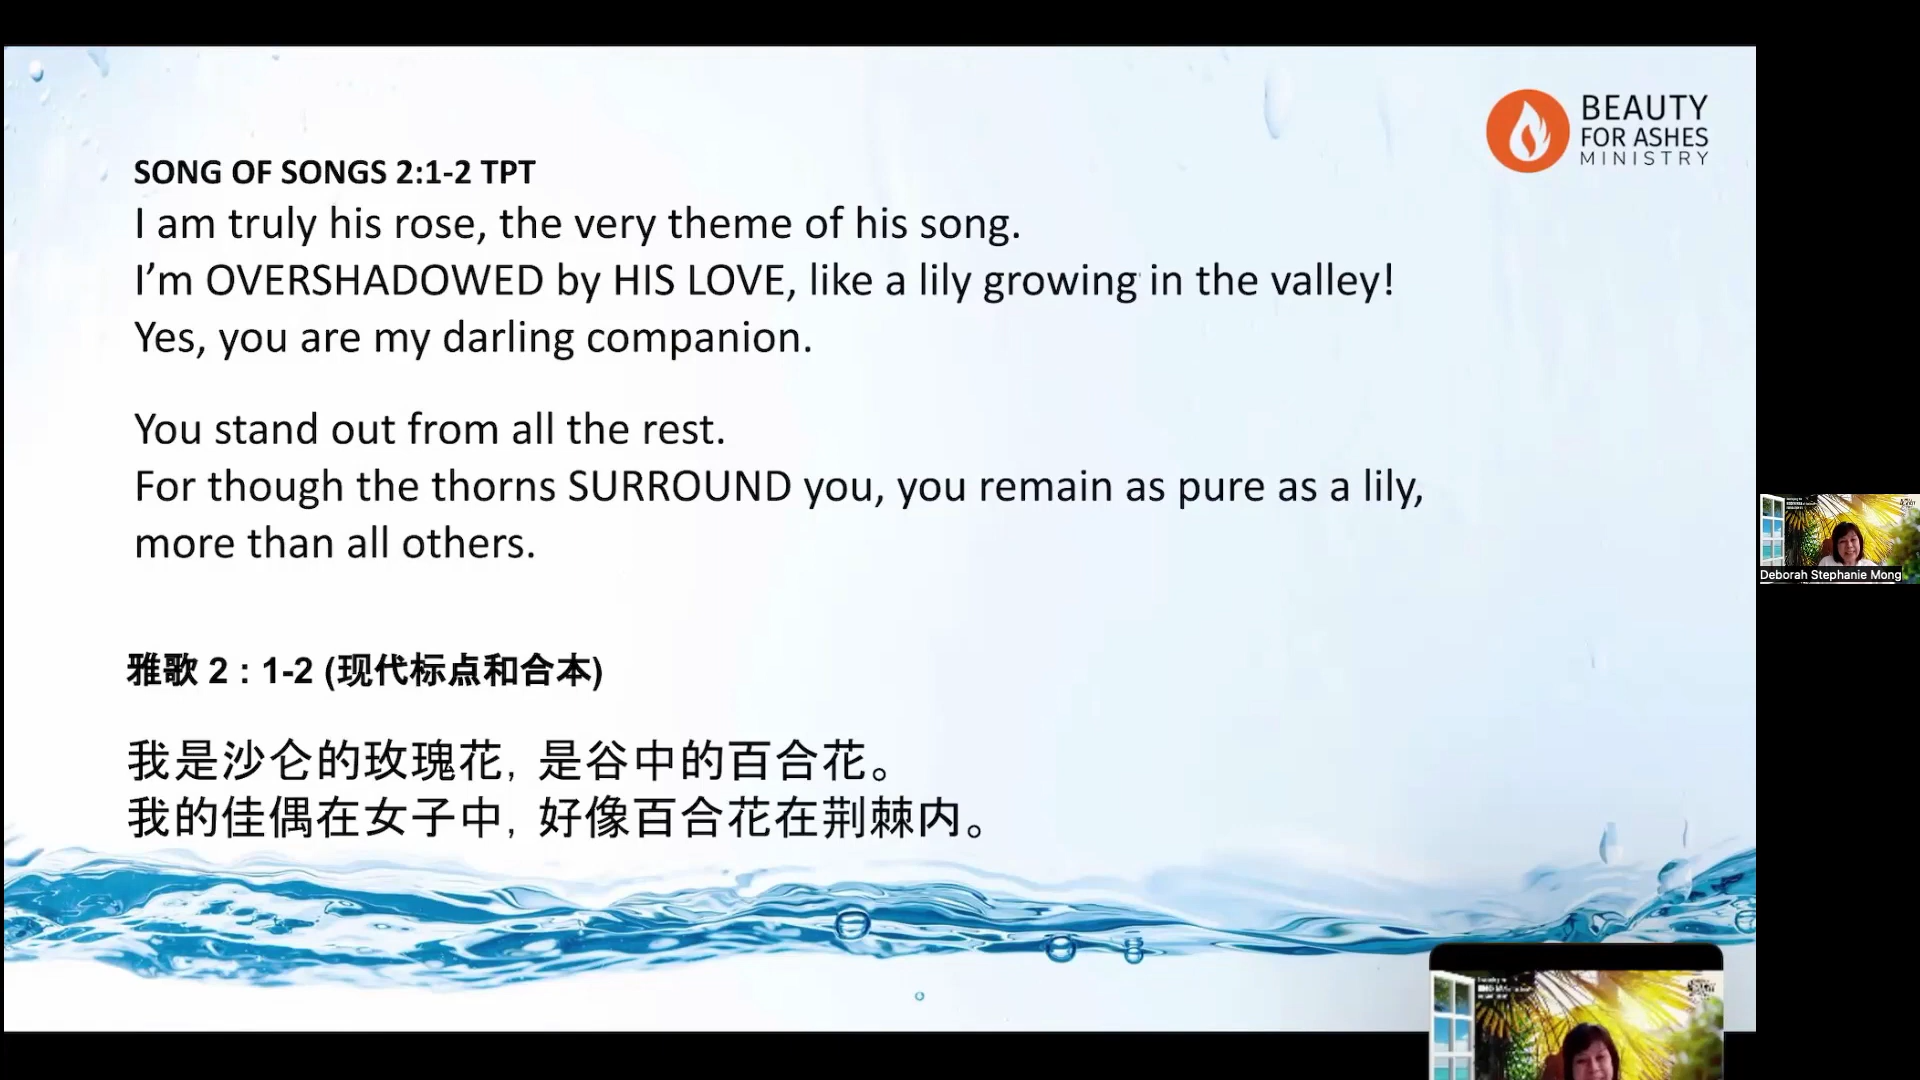 BEAUTY
FOR ASHES
MINISTRY
SONG OF SONGS 2:1-2 TPT
I am truly his rose, the very theme of his song.
I’m OVERSHADOWED by HIS LOVE, like a lily growing in the valley!
Yes, you are my darling companion.
You stand out from all the rest.
For though the thorns SURROUND you, you remain as pure as a lily,
more than all others.
雅歌 2 : 1-2 (现代标点和合本)
我是沙仑的玫瑰花, 是谷中的百合花。
我的佳偶在女子中, 好像百合花在荆棘内。
Deborah Stephanie Mong